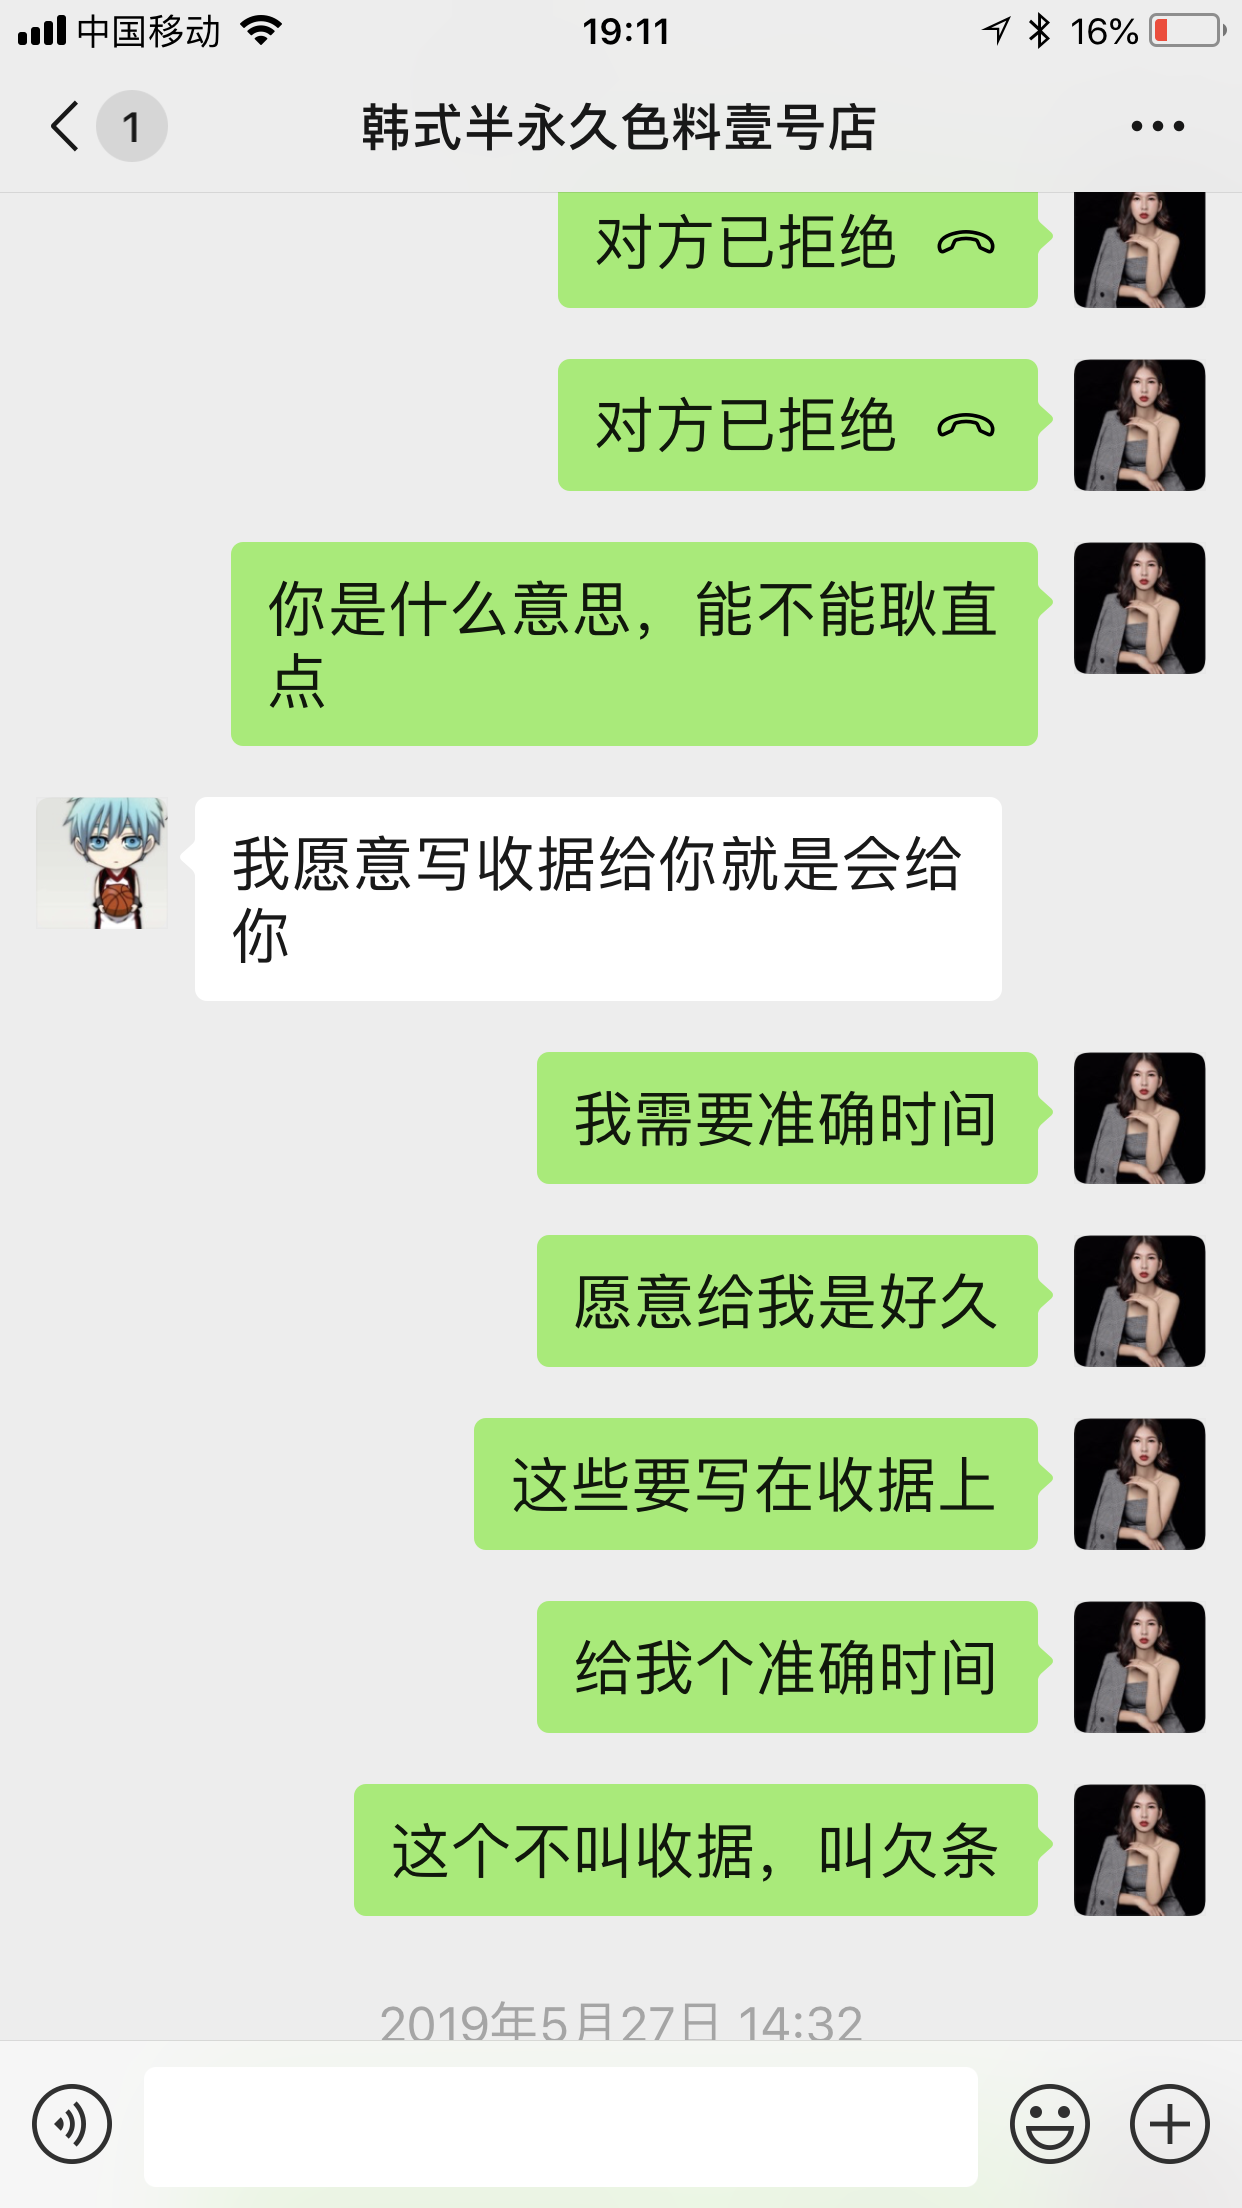 中国移动 19:11 16%
1 韩式半永久色料壹号店
对方已拒绝
对方已拒绝
你是什么意思，能不能耿直
点
我愿意写收据给你就是会给
你
我需要准确时间
愿意给我是好久
这些要写在收据上
给我个准确时间
这个不叫收据，叫欠条
2019年5月27日 14:32